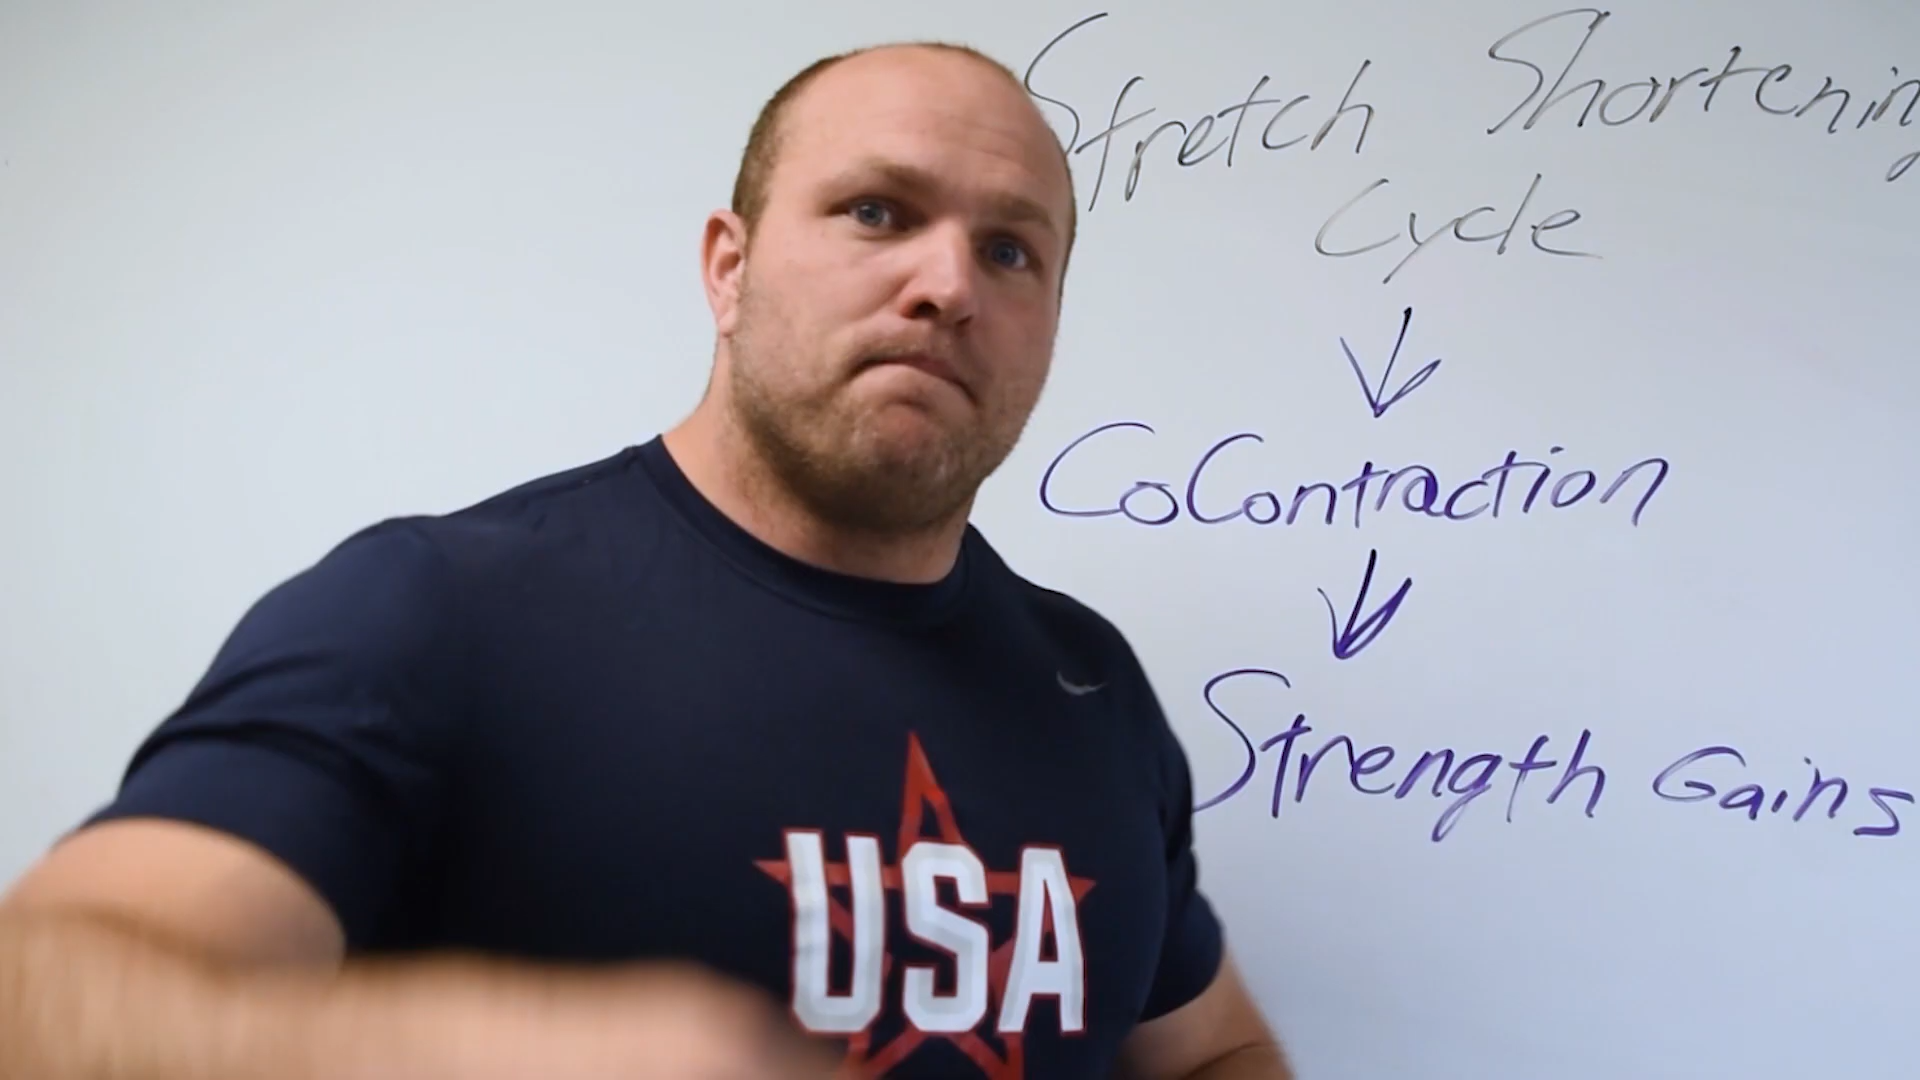 Stretch Shortening
Cycle
CoContraction
Strength Gains
USA